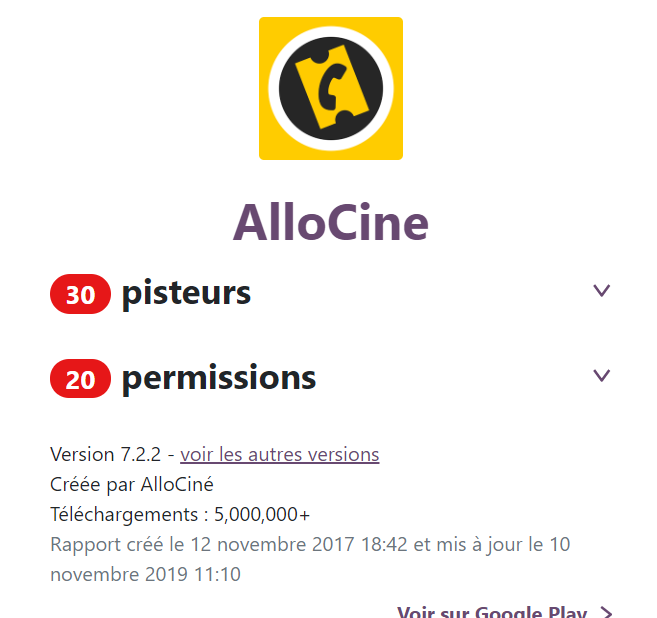 AlloCine
30 pisteurs
20 permissions
Version 7.2.2 - voir les autres versions
Créée par AlloCiné
Téléchargements : 5,000,000+
Rapport créé le 12 novembre 2017 18:42 et mis à jour le 10
novembre 2019 11:10
Voir sur Google Play